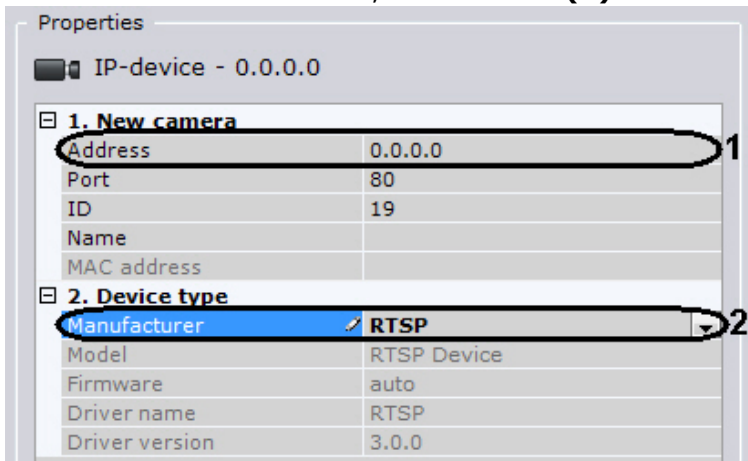 Properties
IP-device - 0.0.0.0
1. New camera
Address 0.0.0.0 1
Port 80
ID 19
Name
MAC address
2. Device type
Manufacturer RTSP 2
Model RTSP Device
Firmware auto
Driver name RTSP
Driver version 3.0.0